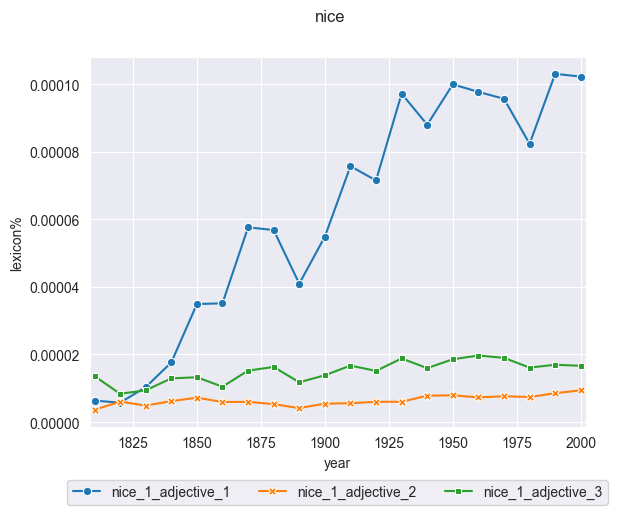 nice
0.00010
0.00008
0.00006
0.00004
0.00002
0.00000
lexicon%
1825 1850 1875 1900 1925 1950 1975 2000
year
nice_1_adjective_1 nice_1_adjective_2 nice_1_adjective_3